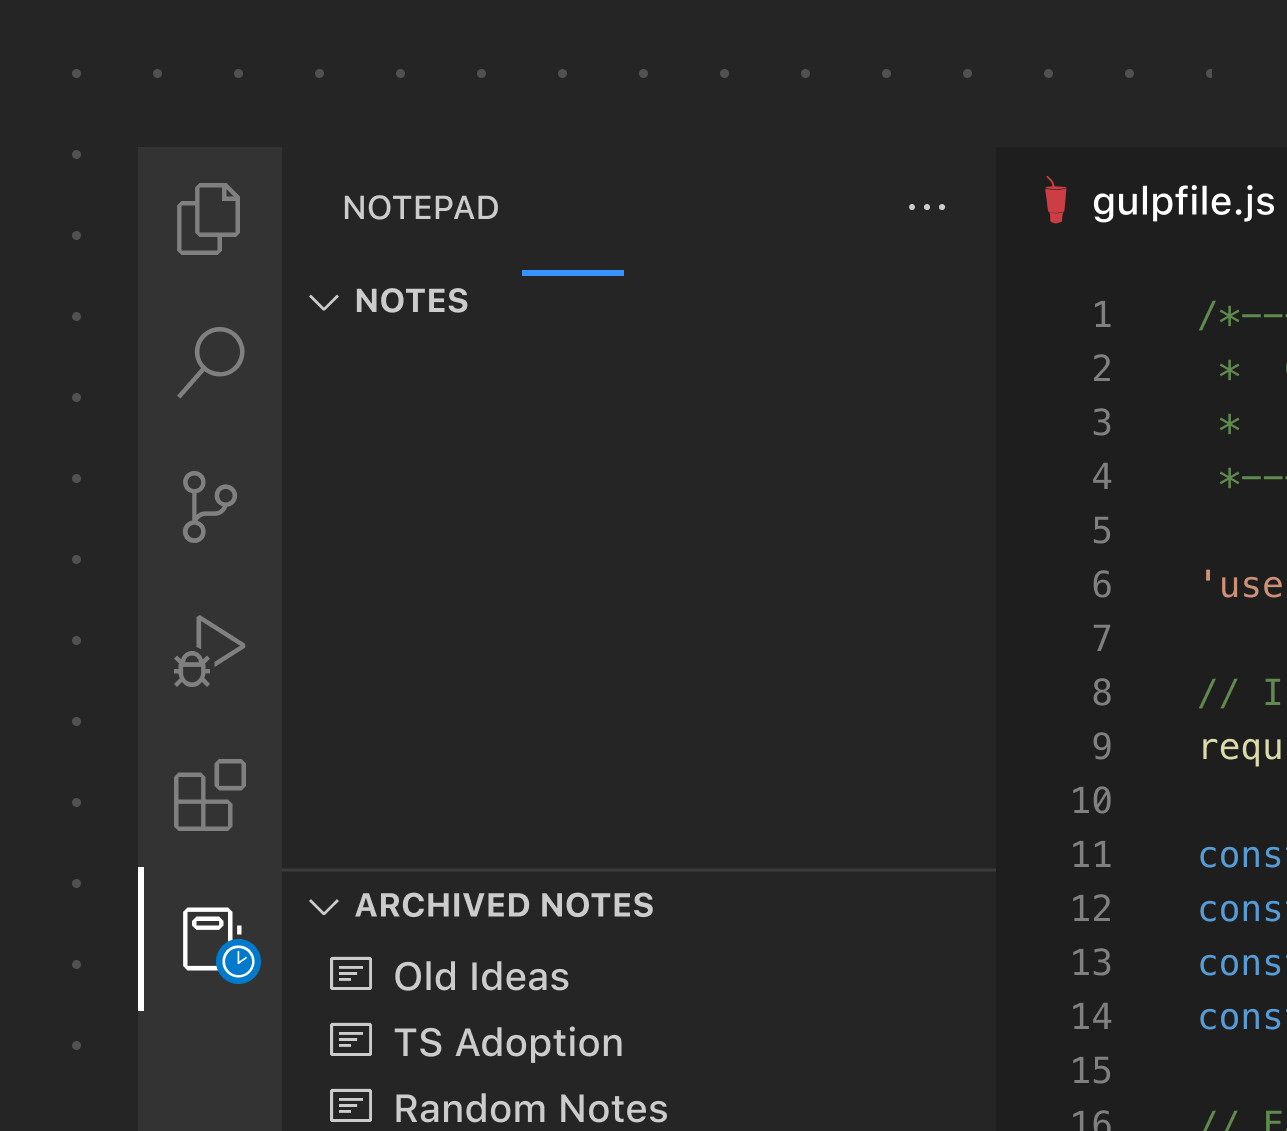 NOTEPAD
NOTES
ARCHIVED NOTES
Old Ideas
TS Adoption
Random Notes
gulpfile.js
1 /*---
2 *
3 *
4 *---
5
6 'use
7
8 // I
9 requ
10
11 cons
12 cons
13 cons
14 cons
15
16 //